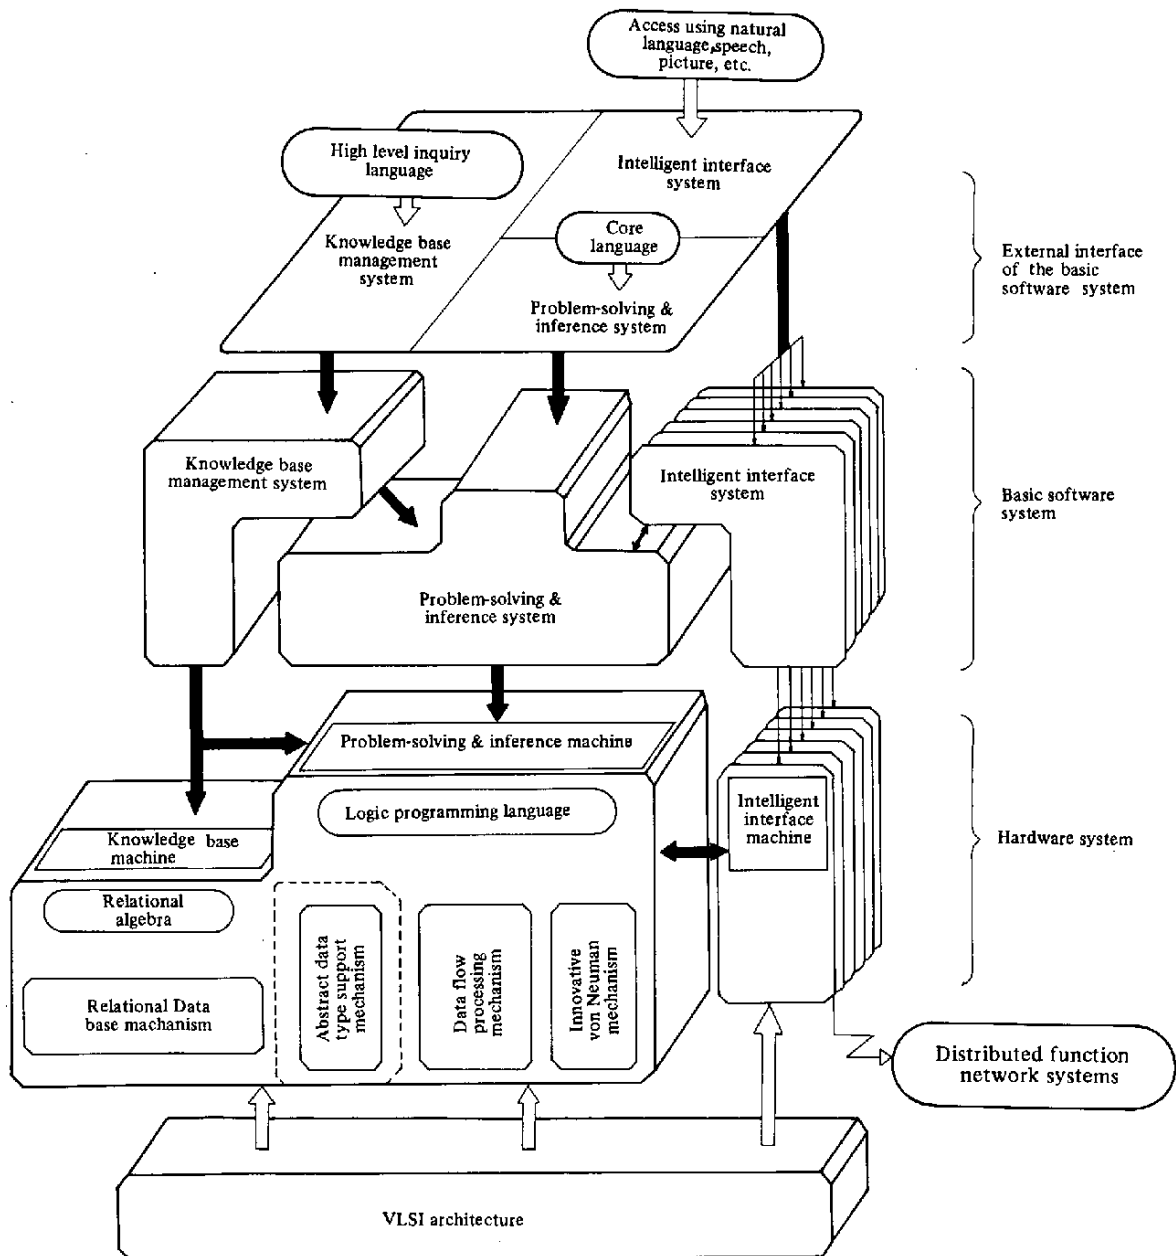 Access using natural
language,speech,
picture, etc.
High level inquiry
language
Intelligent interface
system
Core
language
Knowledge base
management
system
Problem-solving &
inference system
External interface
of the basic
software system
Knowledge base
management system
Intelligent interface
system
Basic software
system
Problem-solving &
inference system
Problem-solving & inference machine
Logic programming language
Intelligent
interface
machine
Hardware system
Knowledge base
machine
Relational
algebra
Relational Data
base machanism
Abstract data
type support
mechanism
Data flow
processing
mechanism
Innovative
von Neuman
mechanism
Distributed function
network systems
VLSI architecture